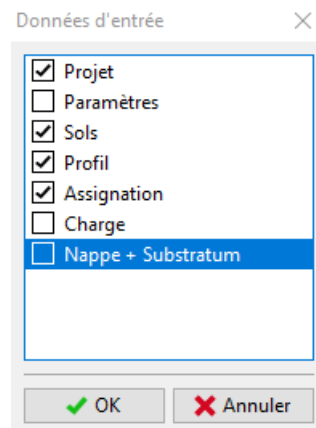 Données d'entrée
Projet
Paramètres
Sols
Profil
Assignation
Charge
Nappe + Substratum
OK
Annuler